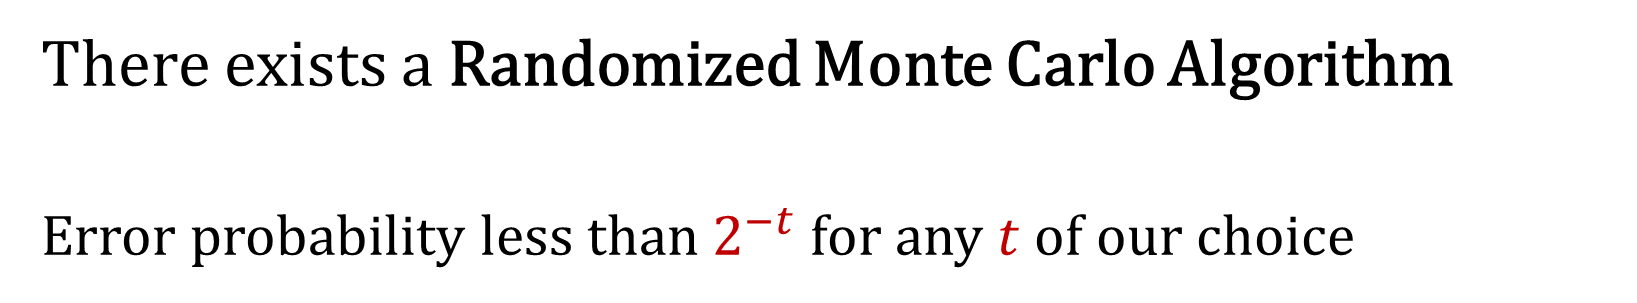 There exists a Randomized Monte Carlo Algorithm
Error probability less than 2⁻ᵗ for any t of our choice